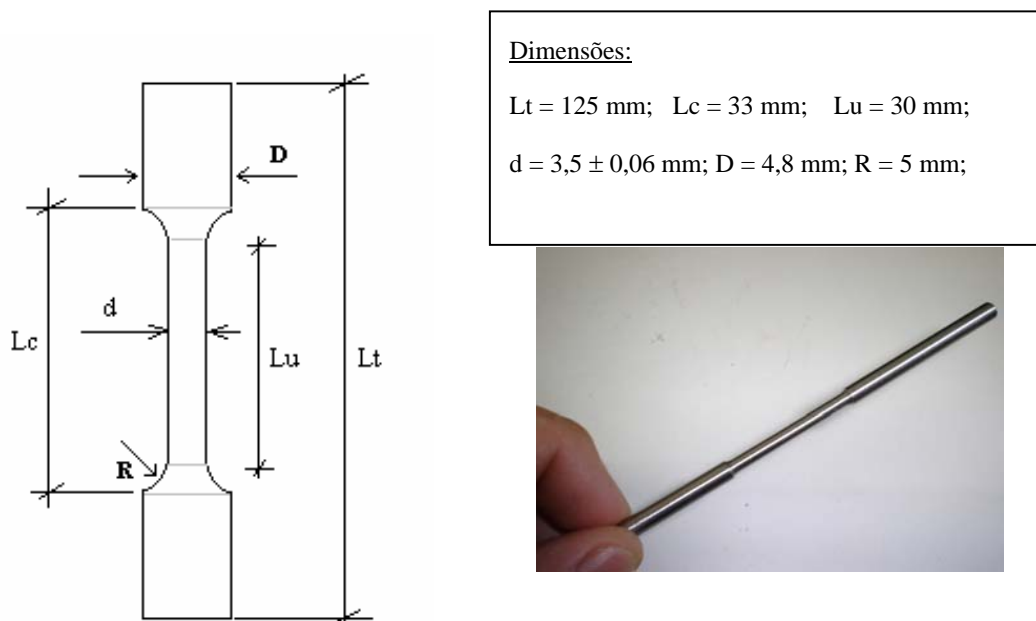 Dimensões:
Lt = 125 mm; Lc = 33 mm; Lu = 30 mm;
d = 3,5 ± 0,06 mm; D = 4,8 mm; R = 5 mm;
D
d
Lc
Lu
Lt
R